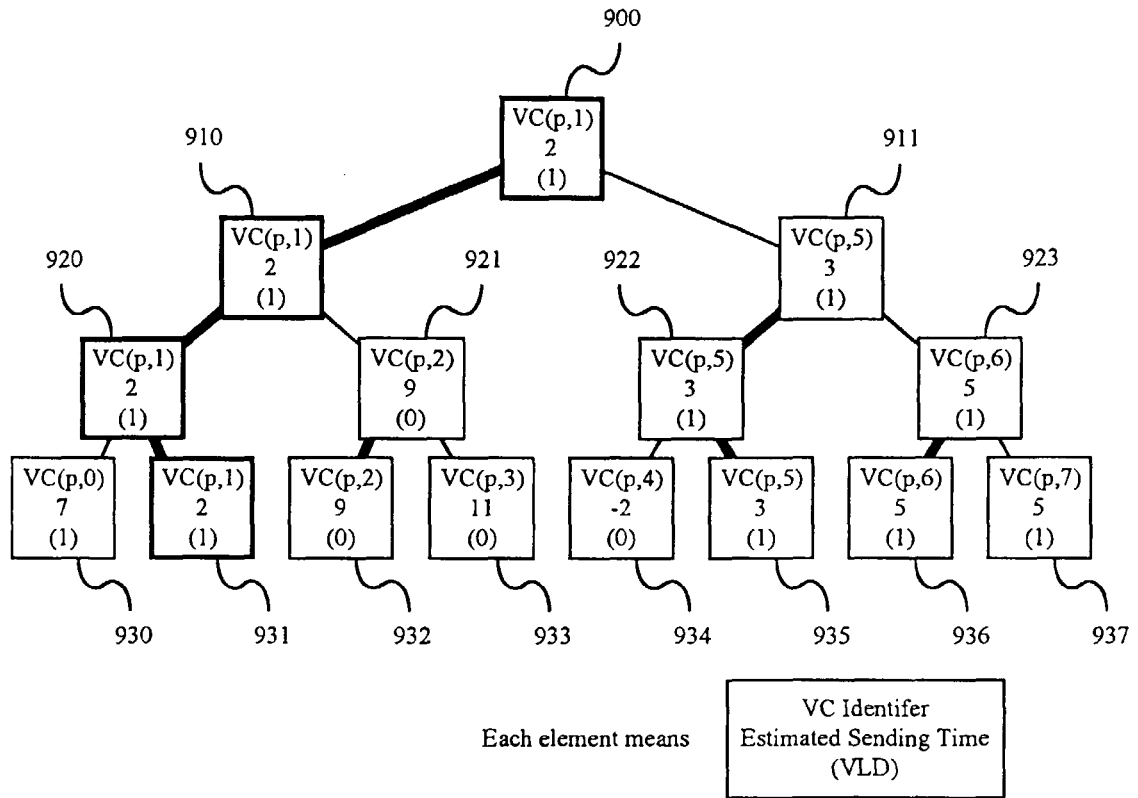 900
VC(p,1)
2
(1)
910
911
VC(p,1)
2
(1)
VC(p,5)
3
(1)
920
921
922
923
VC(p,1)
2
(1)
VC(p,2)
9
(0)
VC(p,5)
3
(1)
VC(p,6)
5
(1)
VC(p,0)
7
(1)
VC(p,1)
2
(1)
VC(p,2)
9
(0)
VC(p,3)
11
(0)
VC(p,4)
-2
(0)
VC(p,5)
3
(1)
VC(p,6)
5
(1)
VC(p,7)
5
(1)
930
931
932
933
934
935
936
937
Each element means
VC Identifer
Estimated Sending Time
(VLD)